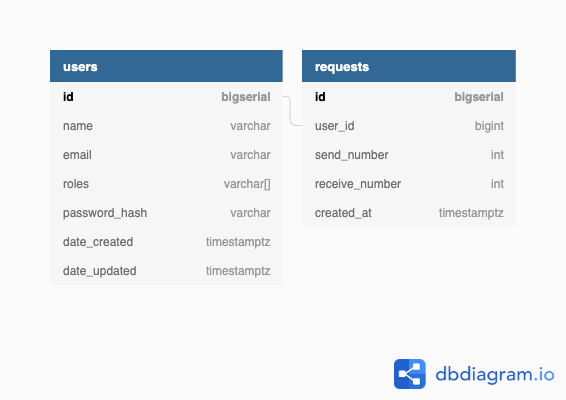 users
id bigserial
name varchar
email varchar
roles varchar[]
password_hash varchar
date_created timestamptz
date_updated timestamptz
requests
id bigserial
user_id bigint
send_number int
receive_number int
created_at timestamptz
dbdiagram.io